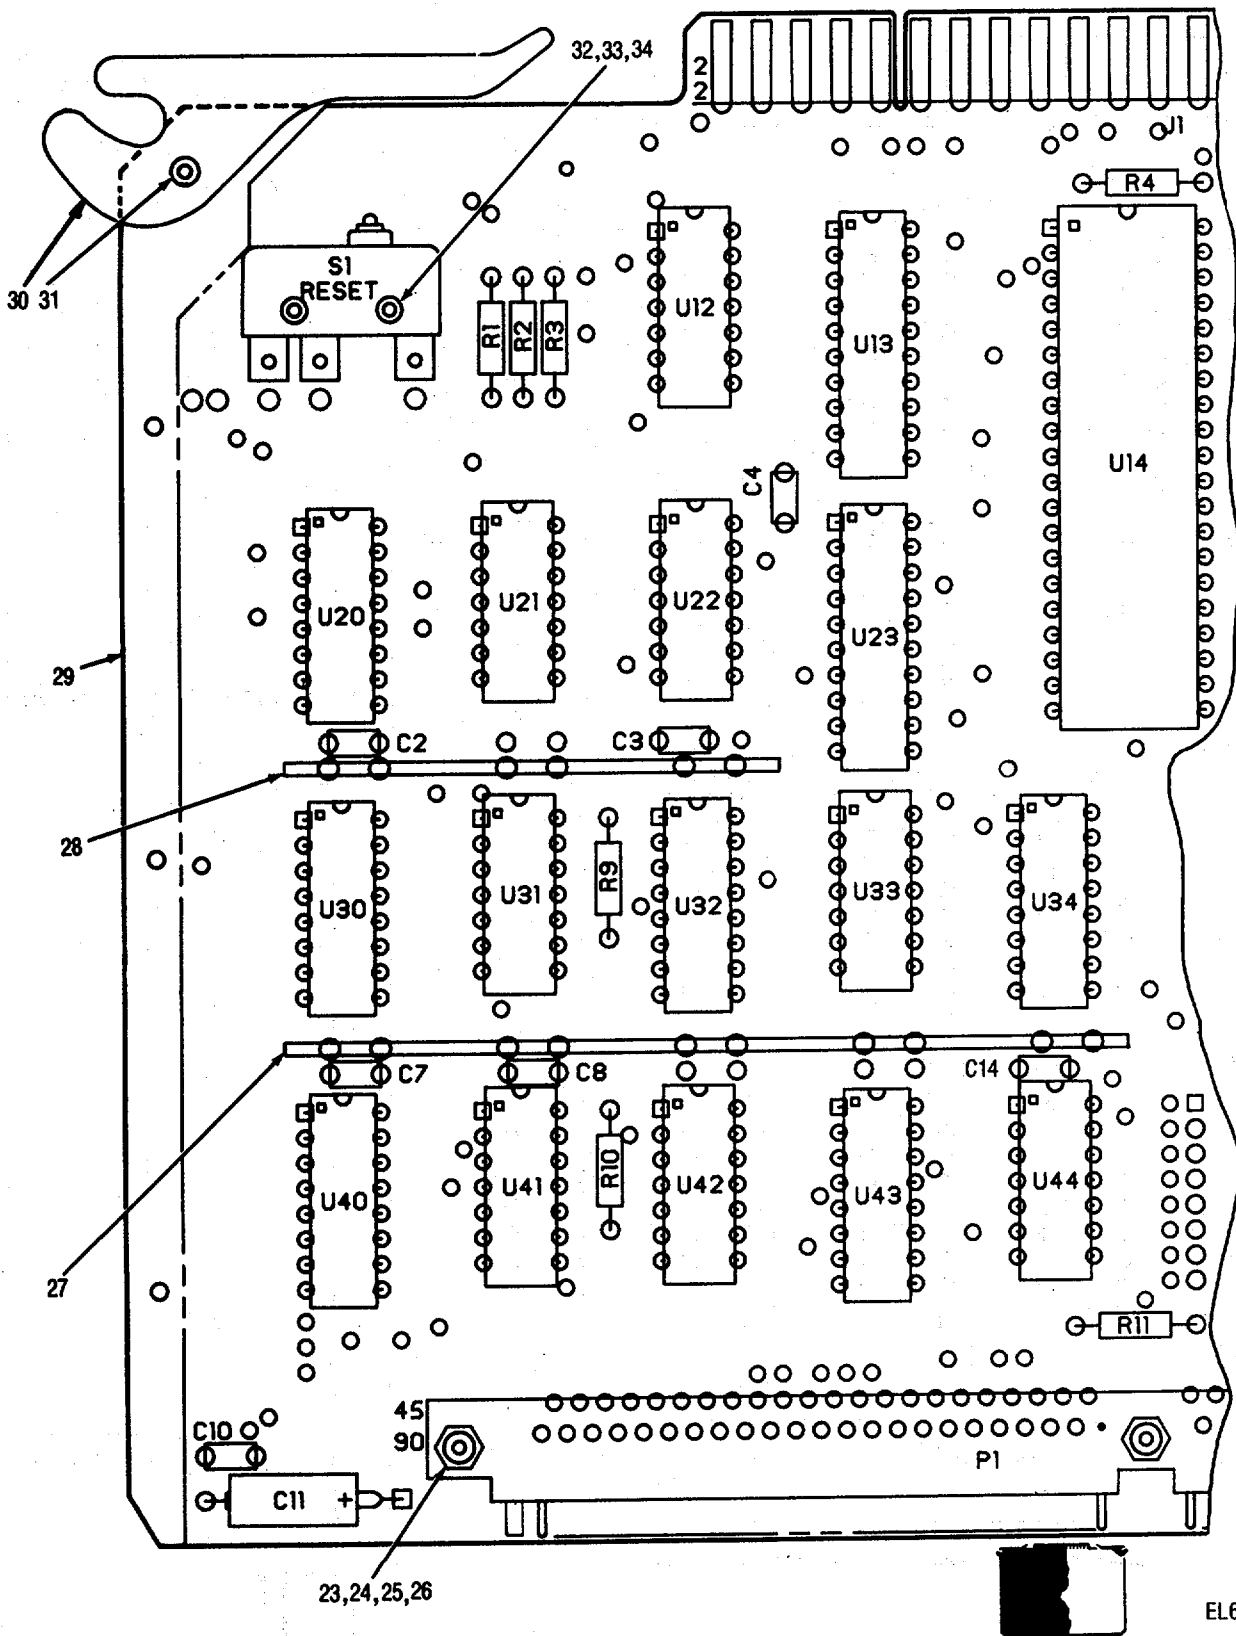 32,33,34
2
2
J1
R4
S1
RESET
30 31
R1
R2
R3
U12
U13
U14
C4
U20
U21
U22
U23
29
C2
C3
28
U30
U31
R9
U32
U33
U34
C7
C8
C14
27
U40
U41
R10
U42
U43
U44
R11
45
90
C10
P1
C11
+
23,24,25,26
EL6